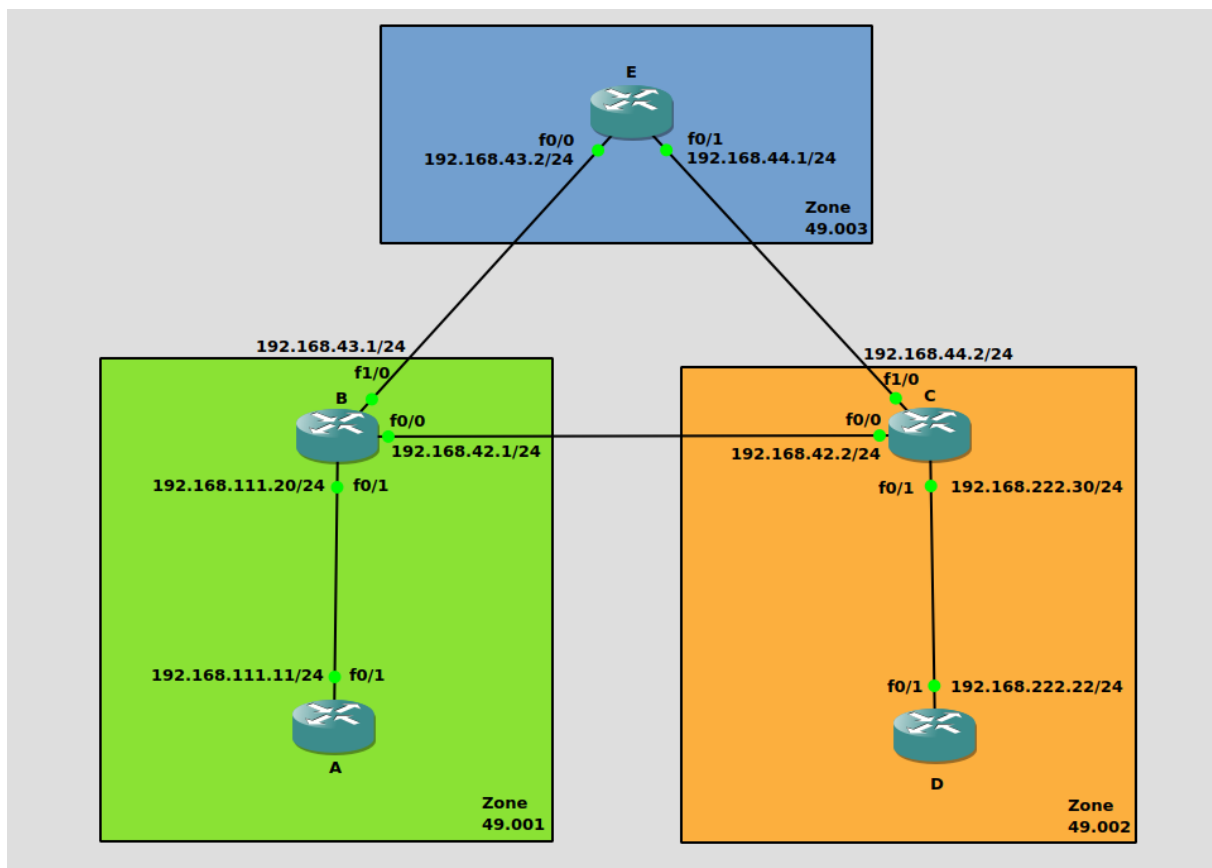 E
f0/0
f0/1
192.168.43.2/24
192.168.44.1/24
Zone
49.003
192.168.43.1/24
192.168.44.2/24
f1/0
f1/0
B
C
f0/0
f0/0
192.168.42.1/24
192.168.42.2/24
192.168.111.20/24
f0/1
f0/1
192.168.222.30/24
192.168.111.11/24
f0/1
f0/1
192.168.222.22/24
A
D
Zone
49.001
Zone
49.002